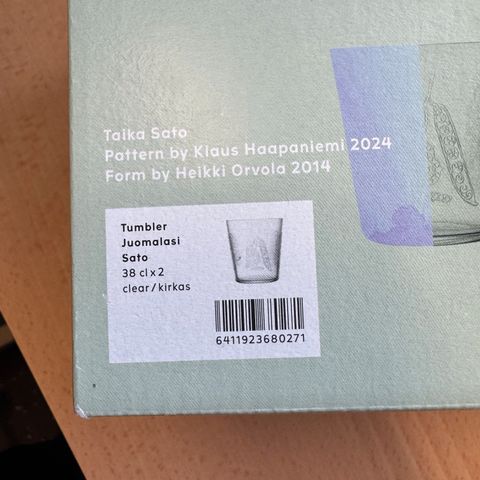 Taika Sato
Pattern by Klaus Haapaniemi 2024
Form by Heikki Orvola 2014
Tumbler
Juomalasi
Sato
38 cl x 2
clear/kirkas
6411923680271